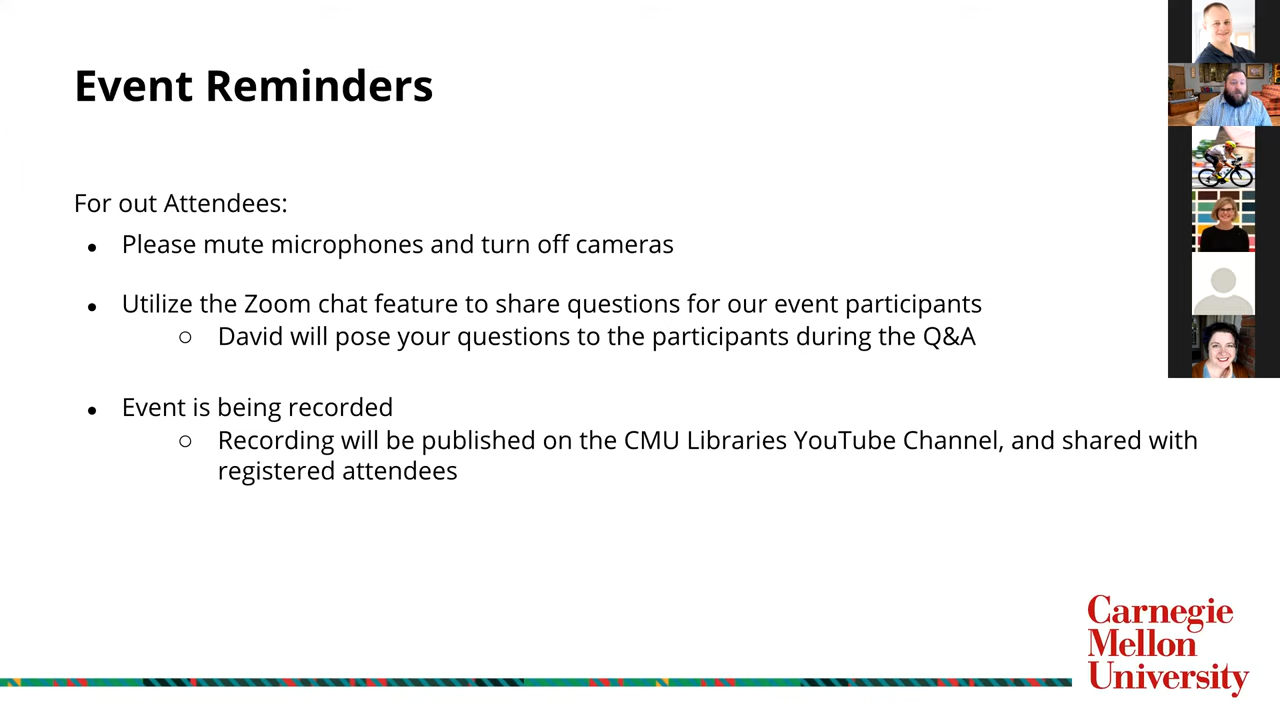 Event Reminders
For out Attendees:
● Please mute microphones and turn off cameras
● Utilize the Zoom chat feature to share questions for our event participants
○ David will pose your questions to the participants during the Q&A
● Event is being recorded
○ Recording will be published on the CMU Libraries YouTube Channel, and shared with
registered attendees
Carnegie
Mellon
University